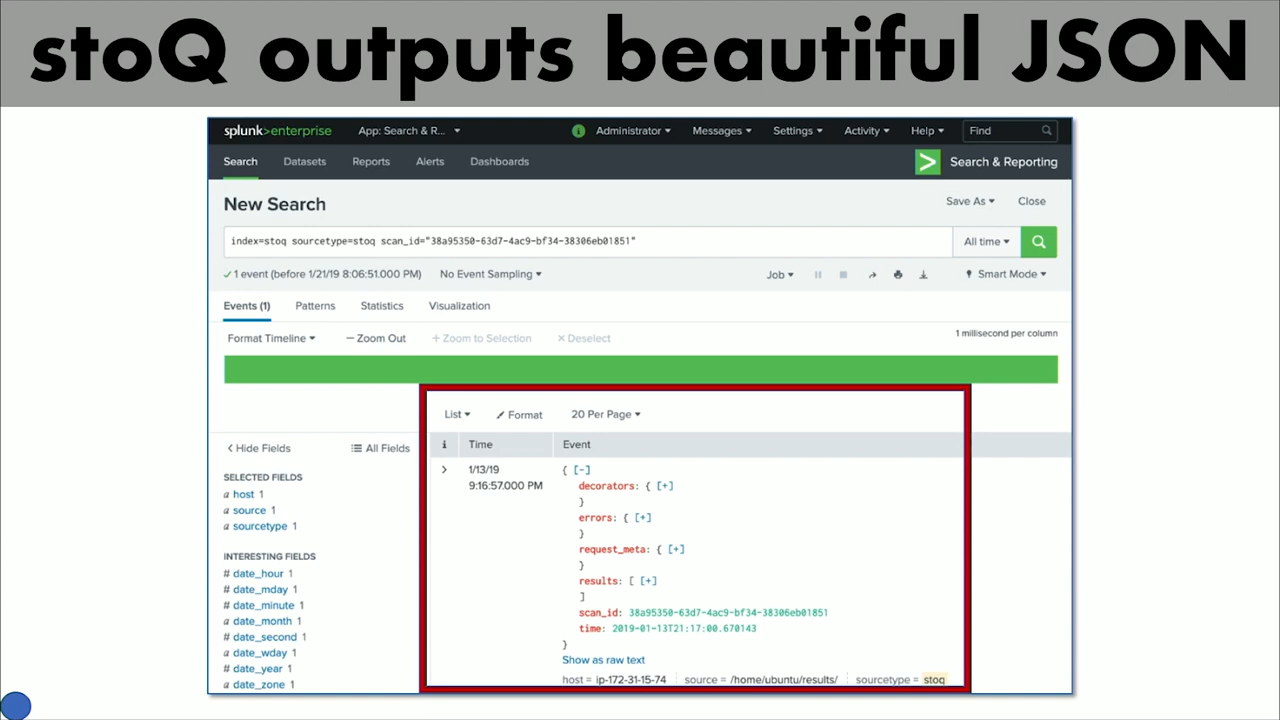 stoQ outputs beautiful JSON
splunk>enterprise App: Search & R... i Administrator Messages Settings Activity Help Find
Search Datasets Reports Alerts Dashboards > Search & Reporting
New Search Save As Close
index=stoq sourcetype=stoq scan_id="38a95350-63d7-4ac9-bf34-38306eb01851" All time
✓ 1 event (before 1/21/19 8:06:51.000 PM) No Event Sampling Job Smart Mode
Events (1) Patterns Statistics Visualization
Format Timeline — Zoom Out + Zoom to Selection × Deselect 1 millisecond per column
List Format 20 Per Page
< Hide Fields All Fields
i Time Event
SELECTED FIELDS
a host 1
a source 1
a sourcetype 1
INTERESTING FIELDS
# date_hour 1
# date_mday 1
# date_minute 1
a date_month 1
# date_second 1
a date_wday 1
# date_year 1
a date_zone 1
> 1/13/19
9:16:57.000 PM
{ [-]
decorators: { [+]
}
errors: { [+]
}
request_meta: { [+]
}
results: [ [+]
]
scan_id: 38a95350-63d7-4ac9-bf34-38306eb01851
time: 2019-01-13T21:17:00.670143
}
Show as raw text
host = ip-172-31-15-74 source = /home/ubuntu/results/ sourcetype = stoq